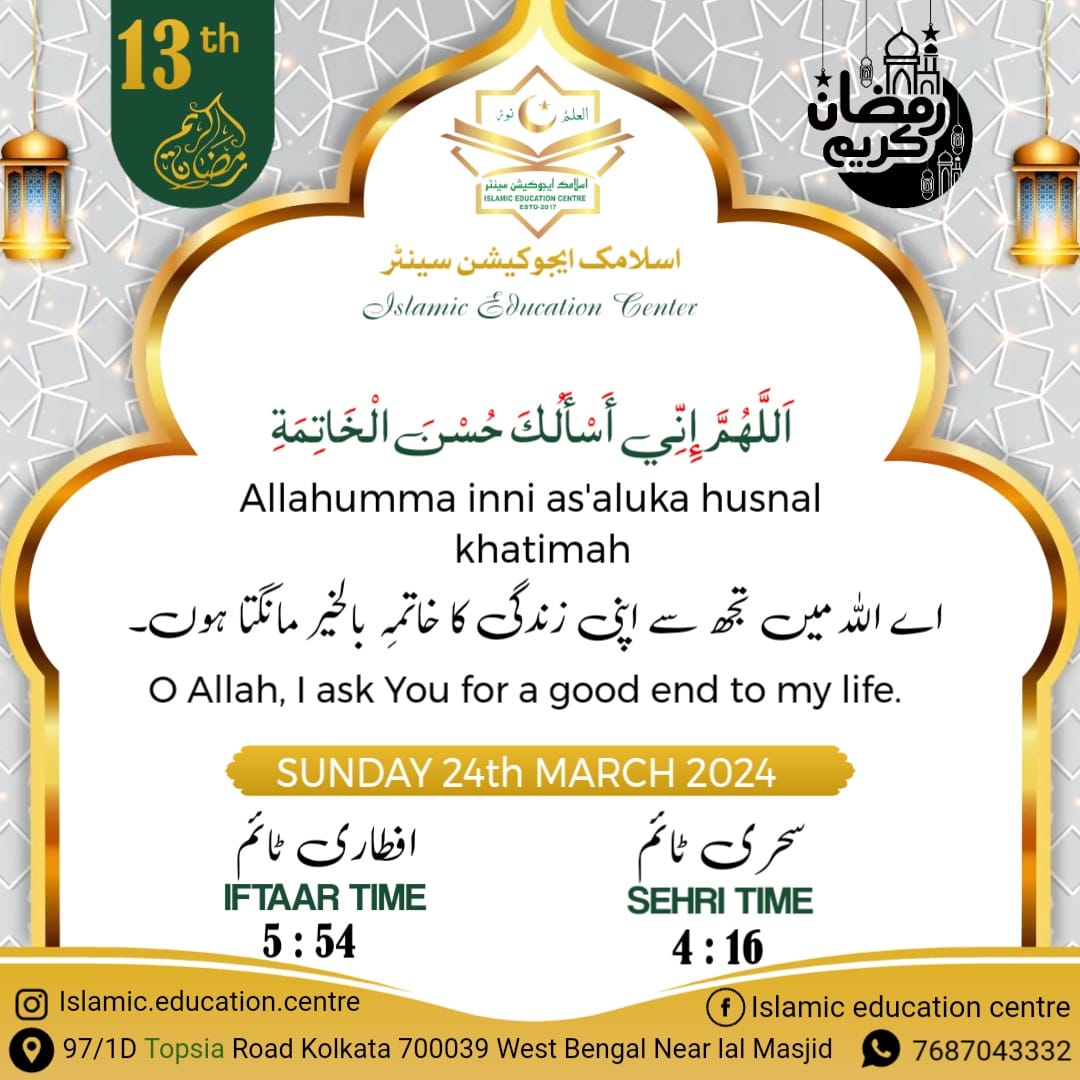 13th
رمضان الكريم
رمضان
كريم
العلم نور
اسلامک ایجوکیشن سینٹر
ISLAMIC EDUCATION CENTRE
ESTD-2017
اسلامک ایجوکیشن سینٹر
Islamic Education Center
اَللَّهُمَّ إِنِّي أَسْأَلُكَ حُسْنَ الْخَاتِمَةِ
Allahumma inni as'aluka husnal
khatimah
اے اللہ میں تجھ سے اپنی زندگی کا خاتمہِ بالخیر مانگتا ہوں۔
O Allah, I ask You for a good end to my life.
SUNDAY 24th MARCH 2024
افطاری ٹائم
IFTAAR TIME
5 : 54
سحری ٹائم
SEHRI TIME
4 : 16
Islamic.education.centre
Islamic education centre
97/1D Topsia Road Kolkata 700039 West Bengal Near lal Masjid
7687043332